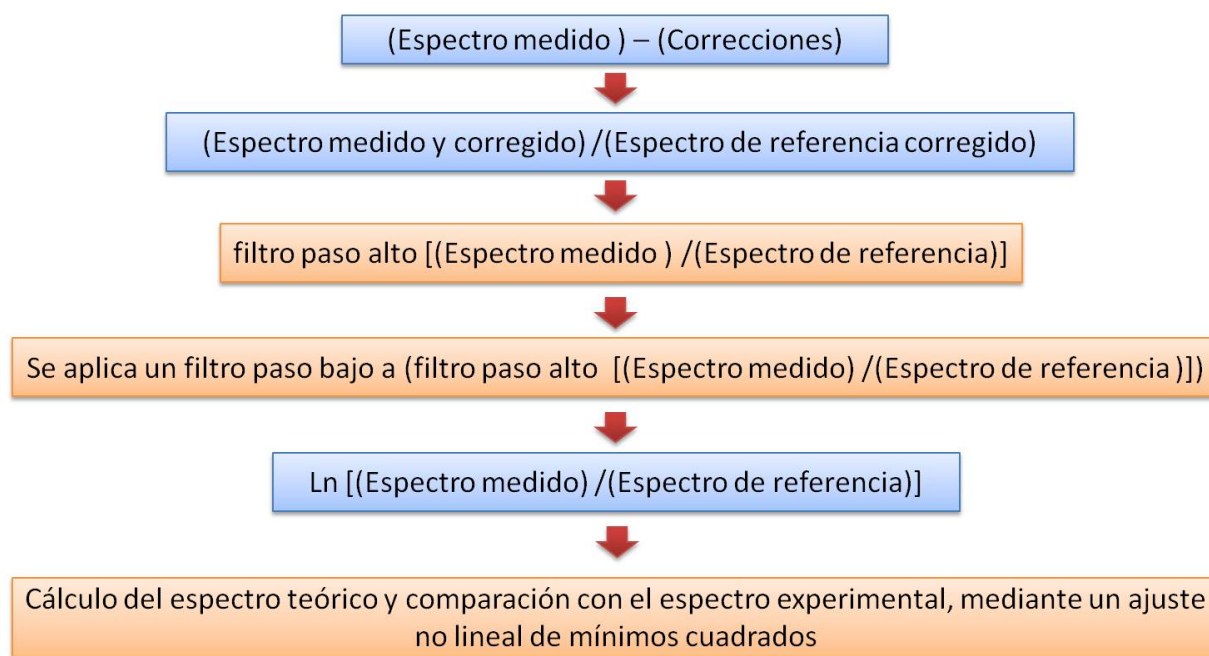 (Espectro medido ) – (Correcciones)
(Espectro medido y corregido) /(Espectro de referencia corregido)
filtro paso alto [(Espectro medido ) /(Espectro de referencia)]
Se aplica un filtro paso bajo a (filtro paso alto [(Espectro medido) /(Espectro de referencia )])
Ln [(Espectro medido) /(Espectro de referencia)]
Cálculo del espectro teórico y comparación con el espectro experimental, mediante un ajuste
no lineal de mínimos cuadrados